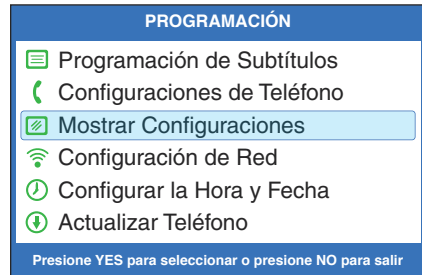 PROGRAMACIÓN
Programación de Subtítulos
Configuraciones de Teléfono
Mostrar Configuraciones
Configuración de Red
Configurar la Hora y Fecha
Actualizar Teléfono
Presione YES para seleccionar o presione NO para salir